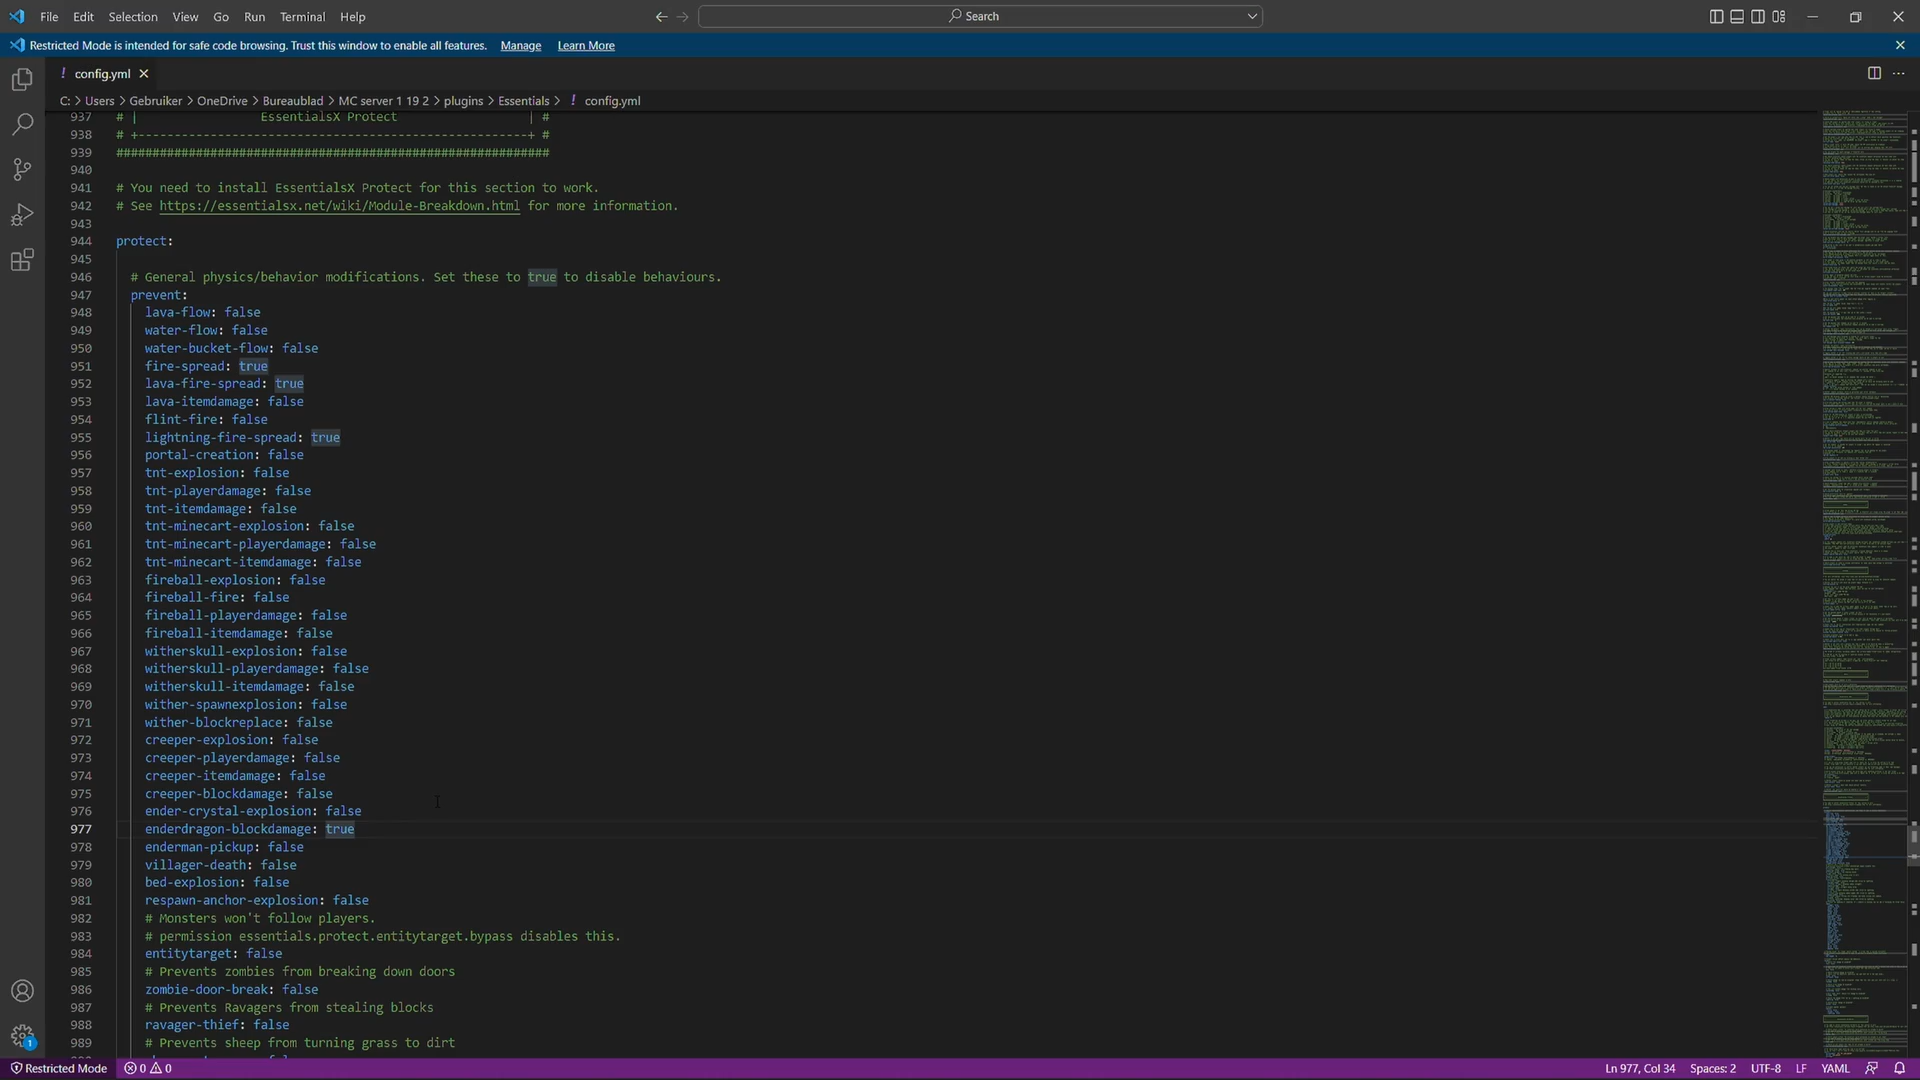 File Edit Selection View Go Run Terminal Help Search
Restricted Mode is intended for safe code browsing. Trust this window to enable all features. Manage Learn More
! config.yml
C: > Users > Gebruiker > OneDrive > Bureaublad > MC server 1 19 2 > plugins > Essentials > ! config.yml
937 # | EssentialsX Protect | #
938 # +------------------------------------------------------+ #
939 ############################################################
940
941 # You need to install EssentialsX Protect for this section to work.
942 # See https://essentialsx.net/wiki/Module-Breakdown.html for more information.
943
944 protect:
945
946 # General physics/behavior modifications. Set these to true to disable behaviours.
947 prevent:
948 lava-flow: false
949 water-flow: false
950 water-bucket-flow: false
951 fire-spread: true
952 lava-fire-spread: true
953 lava-itemdamage: false
954 flint-fire: false
955 lightning-fire-spread: true
956 portal-creation: false
957 tnt-explosion: false
958 tnt-playerdamage: false
959 tnt-itemdamage: false
960 tnt-minecart-explosion: false
961 tnt-minecart-playerdamage: false
962 tnt-minecart-itemdamage: false
963 fireball-explosion: false
964 fireball-fire: false
965 fireball-playerdamage: false
966 fireball-itemdamage: false
967 witherskull-explosion: false
968 witherskull-playerdamage: false
969 witherskull-itemdamage: false
970 wither-spawnexplosion: false
971 wither-blockreplace: false
972 creeper-explosion: false
973 creeper-playerdamage: false
974 creeper-itemdamage: false
975 creeper-blockdamage: false
976 ender-crystal-explosion: false
977 enderdragon-blockdamage: true
978 enderman-pickup: false
979 villager-death: false
980 bed-explosion: false
981 respawn-anchor-explosion: false
982 # Monsters won't follow players.
983 # permission essentials.protect.entitytarget.bypass disables this.
984 entitytarget: false
985 # Prevents zombies from breaking down doors
986 zombie-door-break: false
987 # Prevents Ravagers from stealing blocks
988 ravager-thief: false
989 # Prevents sheep from turning grass to dirt
1
Restricted Mode 0 0 Ln 977, Col 34 Spaces: 2 UTF-8 LF YAML